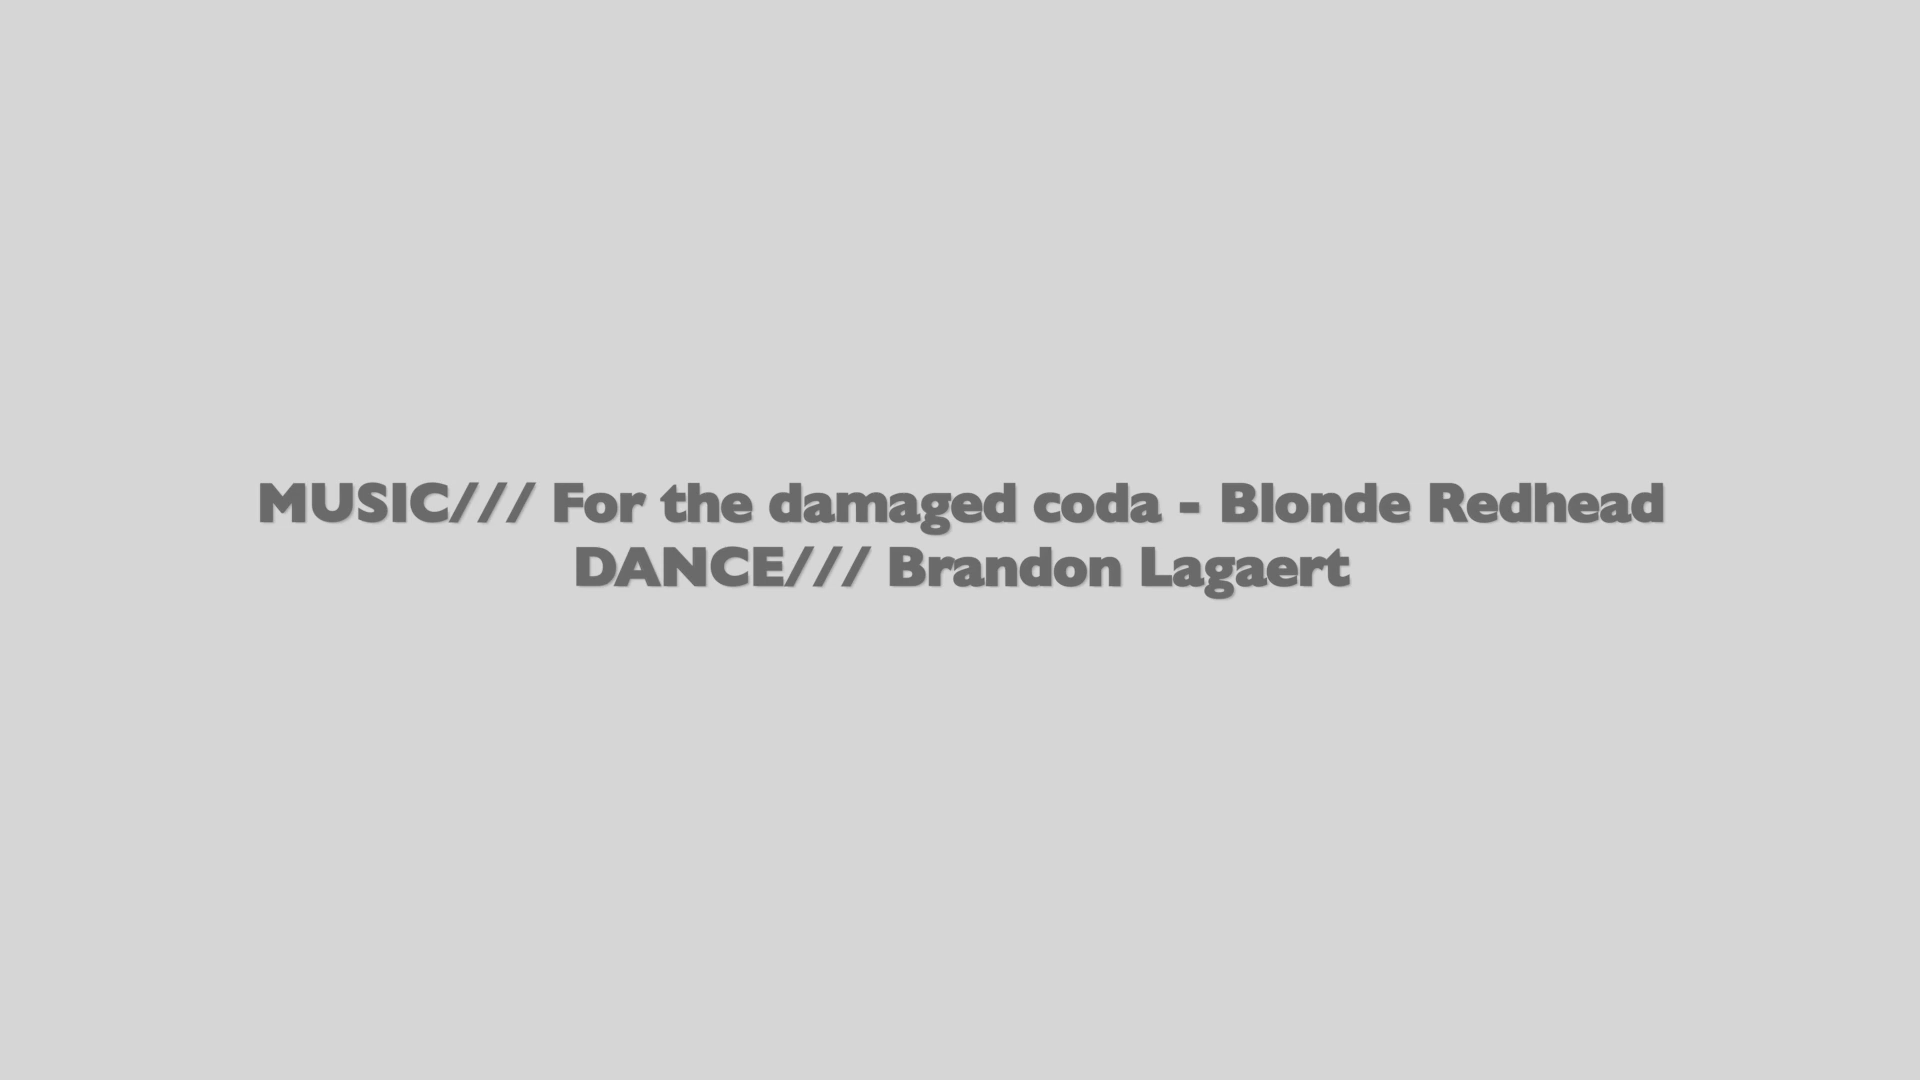 MUSIC/// For the damaged coda - Blonde Redhead
DANCE/// Brandon Lagaert